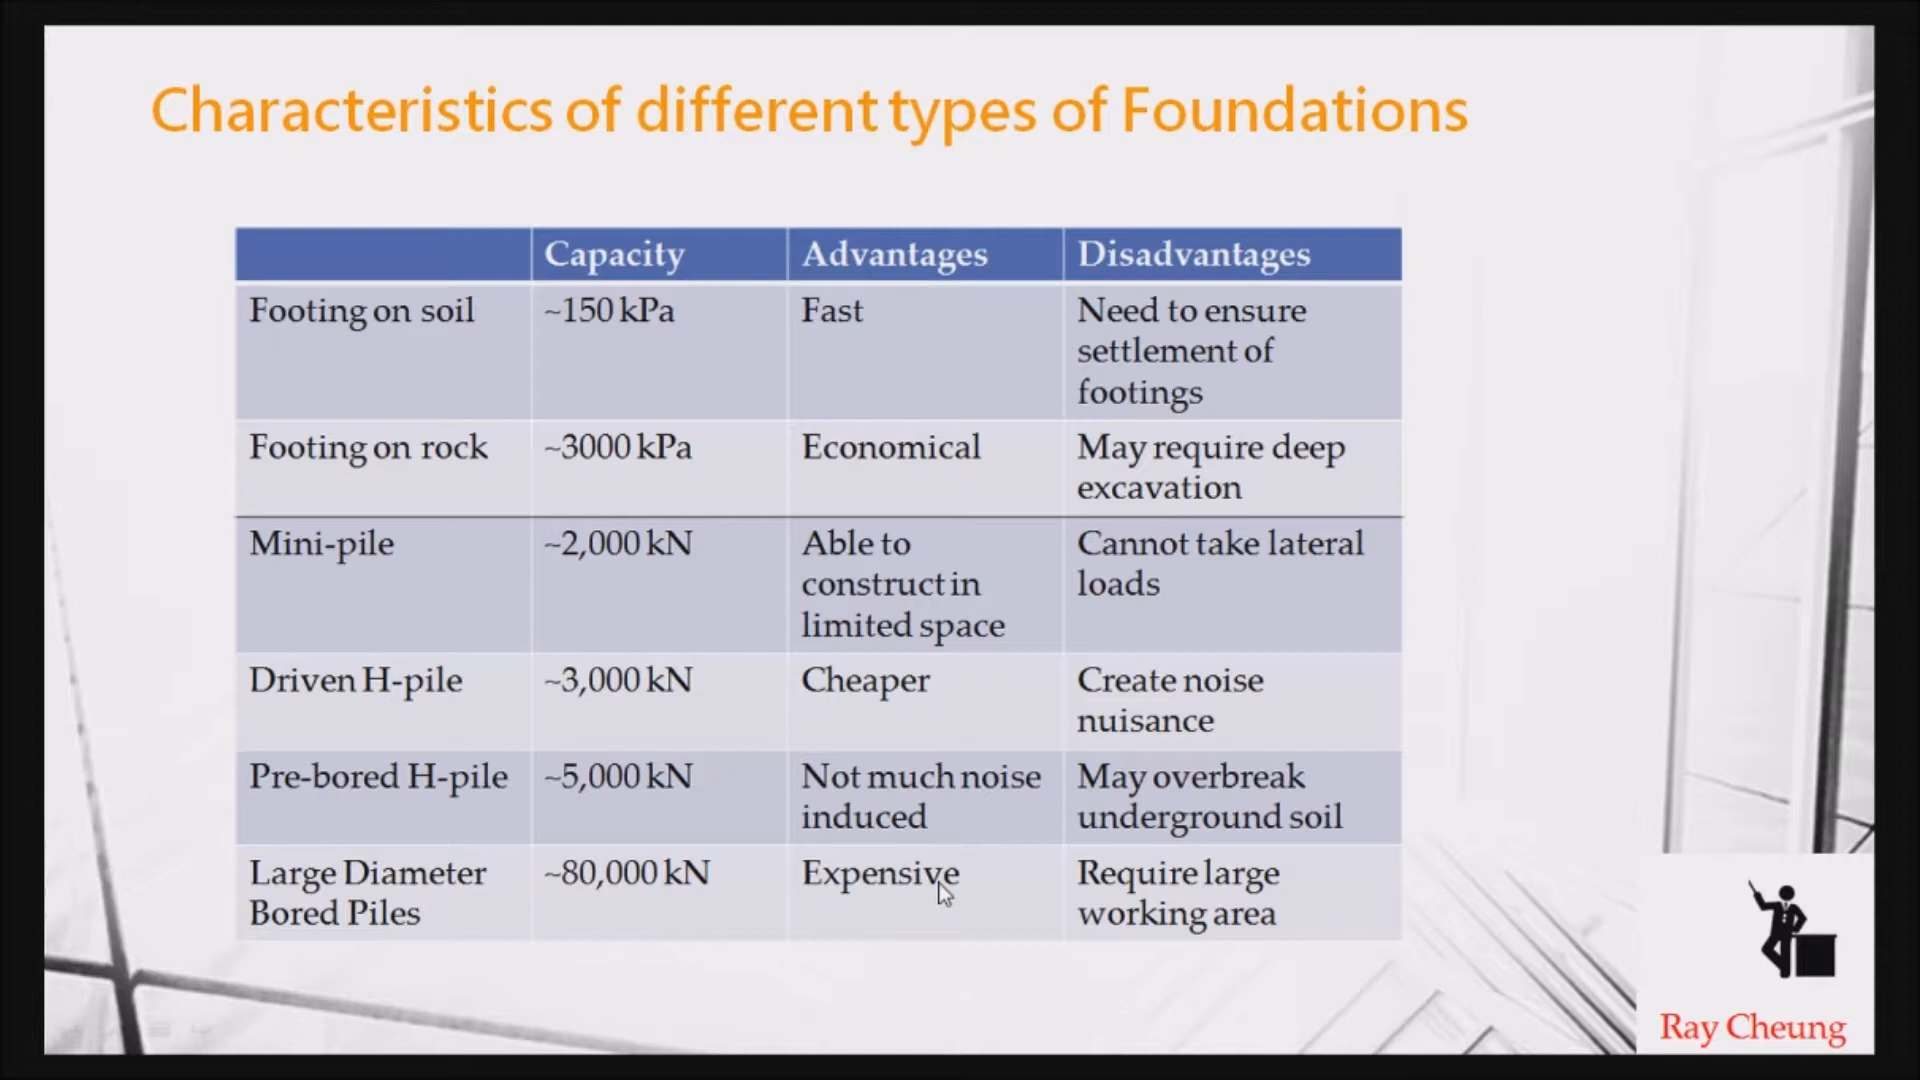 Characteristics of different types of Foundations
Capacity Advantages Disadvantages
Footing on soil ~150 kPa Fast Need to ensure
settlement of
footings
Footing on rock ~3000 kPa Economical May require deep
excavation
Mini-pile ~2,000 kN Able to Cannot take lateral
construct in loads
limited space
Driven H-pile ~3,000 kN Cheaper Create noise
nuisance
Pre-bored H-pile ~5,000 kN Not much noise May overbreak
induced underground soil
Large Diameter ~80,000 kN Expensive Require large
Bored Piles working area
Ray Cheung